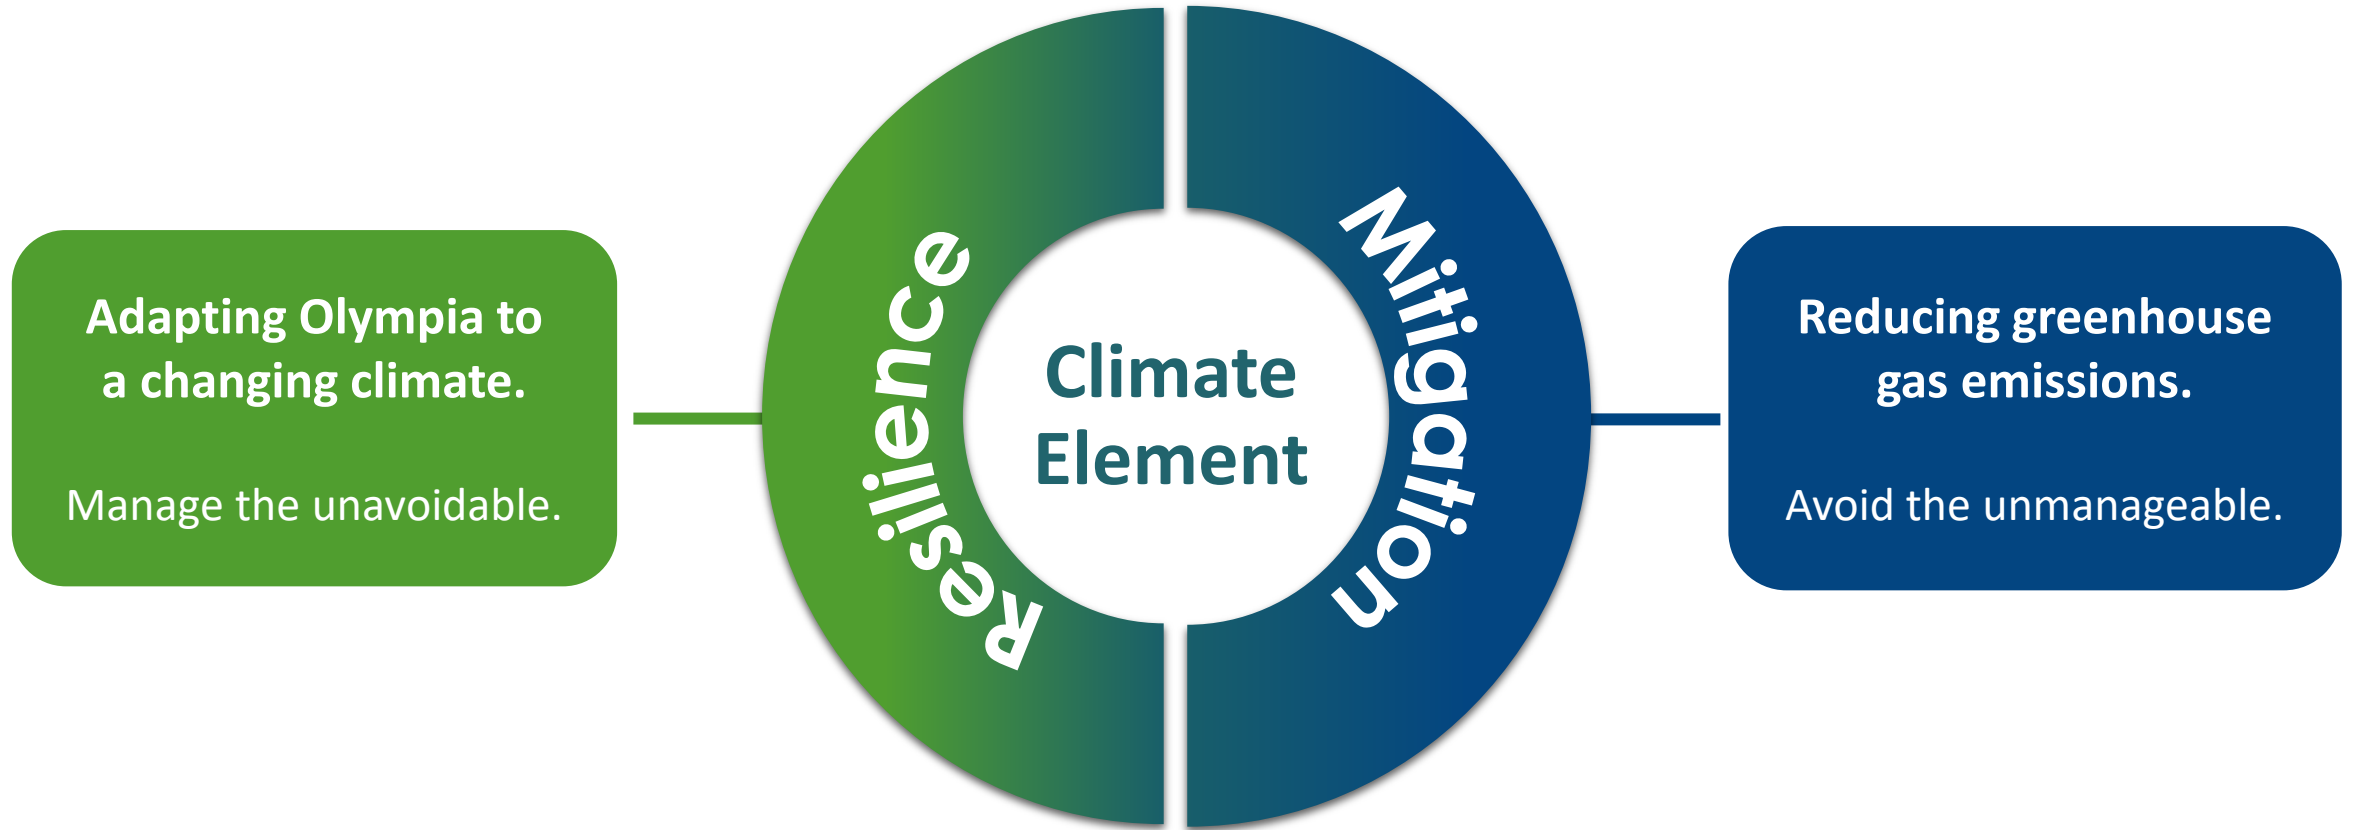 Adapting Olympia to
a changing climate.
Manage the unavoidable.
Resilience
Climate
Element
Mitigation
Reducing greenhouse
gas emissions.
Avoid the unmanageable.